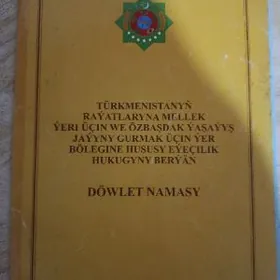 TÜRKMENISTANYŇ
RAÝATLARYNA MELLEK
ÝERI ÜÇIN WE ÖZBAŞDAK ÝAŞAÝYŞ
JAÝYNY GURMAK ÜÇIN ÝER
BÖLEGINE HUSUSY EÝEÇILIK
HUKUGYNY BERÝÄN
DÖWLET NAMASY